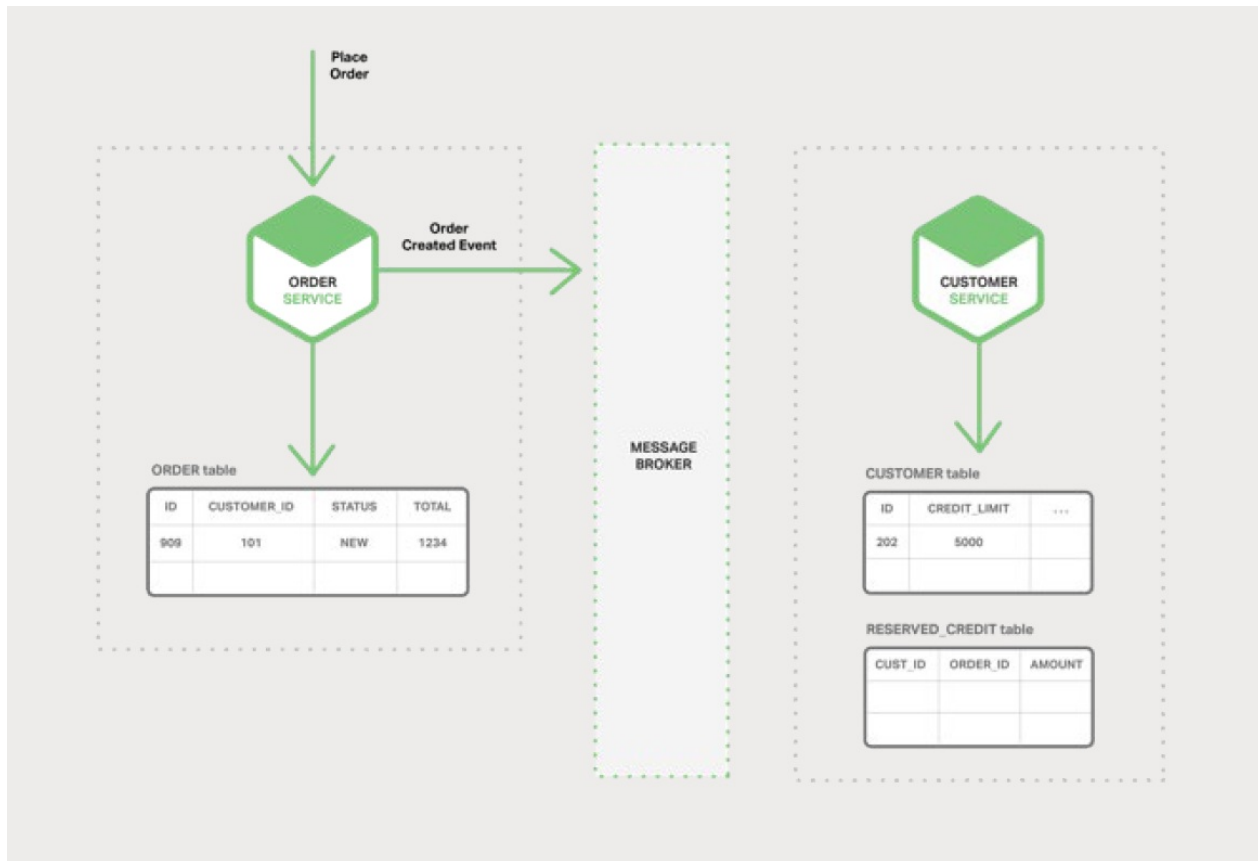 Place
Order
Order
Created Event
ORDER
SERVICE
CUSTOMER
SERVICE
MESSAGE
BROKER
ORDER table
ID CUSTOMER_ID STATUS TOTAL
909 101 NEW 1234
CUSTOMER table
ID CREDIT_LIMIT ...
202 5000
RESERVED_CREDIT table
CUST_ID ORDER_ID AMOUNT